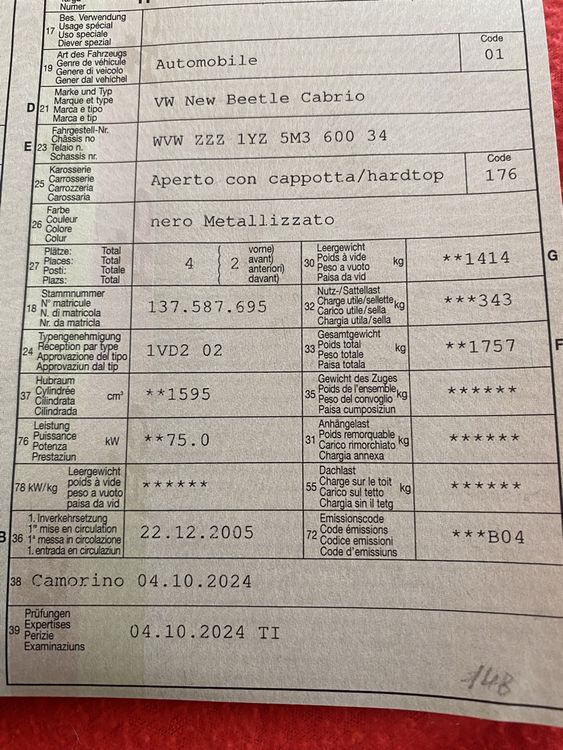 Numer
17 Bes. Verwendung
Usage spécial
Uso speciale
Diever spezial
19 Art des Fahrzeugs
Genre de véhicule
Genere di veicolo
Gener dal vehichel
Automobile
Code
01
D 21 Marke und Typ
Marque et type
Marca e tipo
Marca e tip
VW New Beetle Cabrio
E 23 Fahrgestell-Nr.
Châssis no
Telaio n.
Schassis nr.
WVW ZZZ 1YZ 5M3 600 34
25 Karosserie
Carrosserie
Carrozzeria
Carossaria
Aperto con cappotta/hardtop
Code
176
26 Farbe
Couleur
Colore
Colur
nero Metallizzato
27 Plätze: Total
Places: Total
Posti: Totale
Plazs: Total
4 2 vorne)
avant)
anteriori)
davant)
30 Leergewicht
Poids à vide
Peso a vuoto
Paisa da vid
kg
**1414
G
18 Stammnummer
N° matricule
N. di matricola
Nr. da matricla
137.587.695
32 Nutz-/Sattellast
Charge utile/sellette
Carico utile/sella
Chargia utila/sella
kg
***343
24 Typengenehmigung
Réception par type
Approvazione del tipo
Approvaziun dal tip
1VD2 02
33 Gesamtgewicht
Poids total
Peso totale
Paisa totala
kg
**1757
F
37 Hubraum
Cylindrée
Cilindrata
Cilindrada
cm³
**1595
35 Gewicht des Zuges
Poids de l'ensemble
Peso del convoglio
Paisa cumposiziun
kg
******
76 Leistung
Puissance
Potenza
Prestaziun
kW
**75.0
31 Anhängelast
Poids remorquable
Carico rimorchiato
Chargia annexa
kg
******
78 kW/kg Leergewicht
poids à vide
peso a vuoto
paisa da vid
******
55 Dachlast
Charge sur le toit
Carico sul tetto
Chargia sin il tetg
kg
******
B 36 1. Inverkehrsetzung
1re mise en circulation
1a messa in circolazione
1. entrada en circulaziun
22.12.2005
72 Emissionscode
Code émissions
Codice emissioni
Code d'emissiuns
***B04
38 Camorino 04.10.2024
39 Prüfungen
Expertises
Perizie
Examinaziuns
04.10.2024 TI